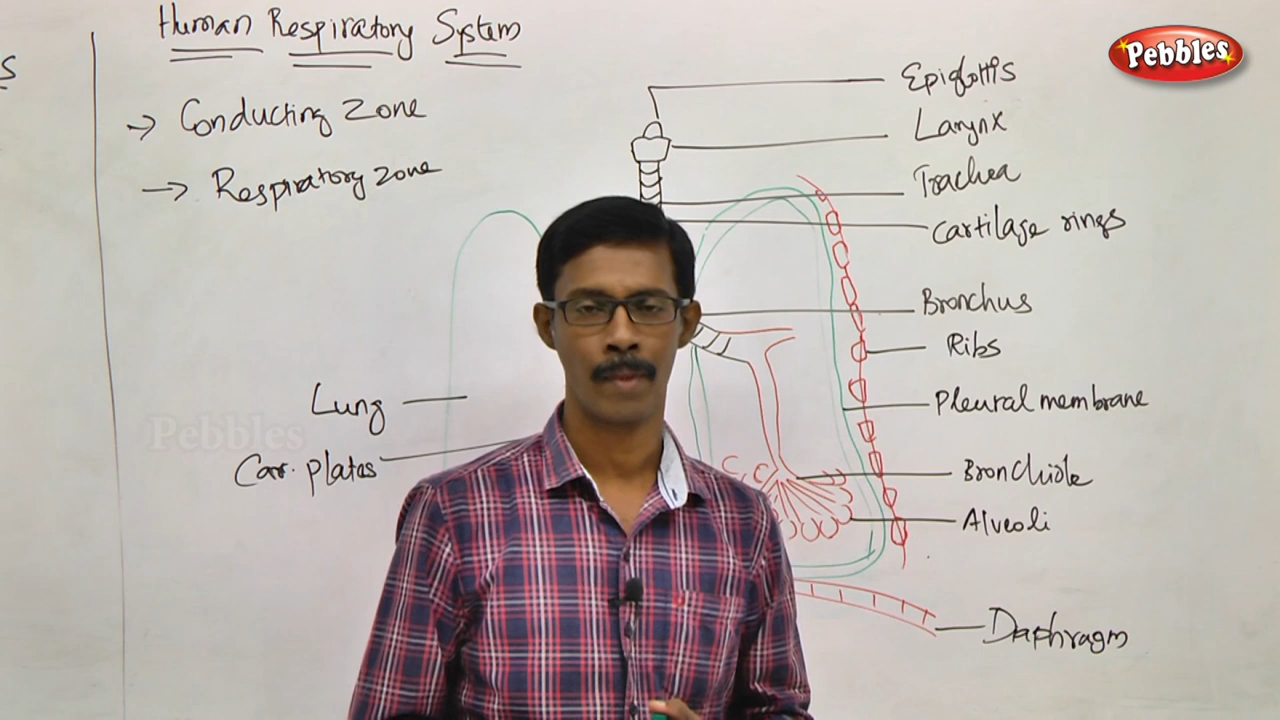 Human Respiratory System
s
→ Conducting Zone
→ Respiratory zone
Pebbles
Epiglottis
Larynx
Trachea
Cartilage rings
Bronchus
Ribs
Lung
Pleural membrane
Pebbles
Car. plates
Bronchiole
Alveoli
Daphragm